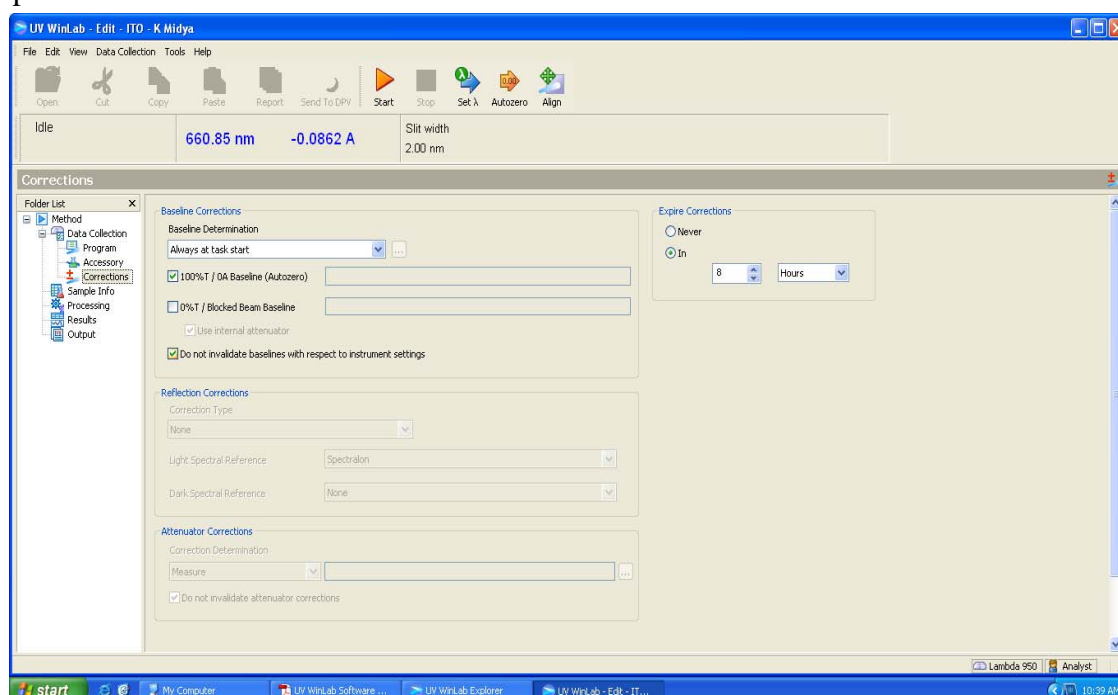 UV WinLab - Edit - ITO - K Midya
File Edit View Data Collection Tools Help
Open Cut Copy Paste Report Send To DPV Start Stop Set λ Autozero Align
Idle 660.85 nm -0.0862 A Slit width
2.00 nm
Corrections
Folder List
Method
Data Collection
Program
Accessory
Corrections
Sample Info
Processing
Results
Output
Baseline Corrections
Baseline Determination
Always at task start ...
100%T / 0A Baseline (Autozero)
0%T / Blocked Beam Baseline
Use internal attenuator
Do not invalidate baselines with respect to instrument settings
Reflection Corrections
Correction Type
None
Light Spectral Reference Spectralon
Dark Spectral Reference None
Attenuator Corrections
Correction Determination
Measure ...
Do not invalidate attenuator corrections
Expire Corrections
Never
In
8 Hours
Lambda 950 Analyst
start My Computer UV WinLab Software ... UV WinLab Explorer UV WinLab - Edit - IT... 10:39 AM